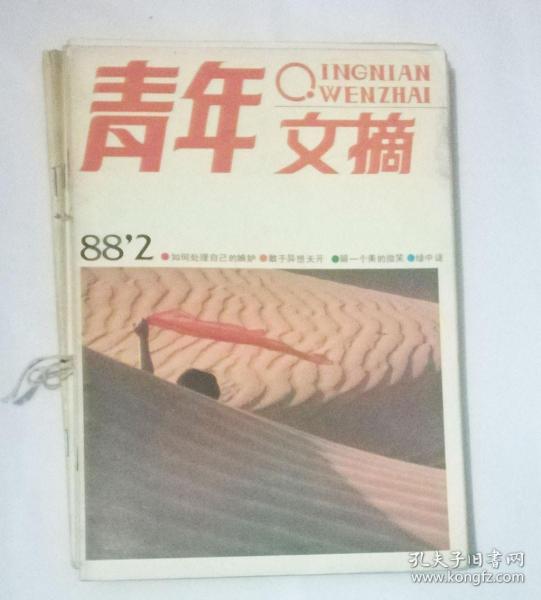 青年
QINGNIAN
WENZHAI
文摘
88'2 ●如何处理自己的嫉妒 ●敢于异想天开 ●留一个美的微笑 ●绿中谜
孔夫子旧书网
www.kongfz.com